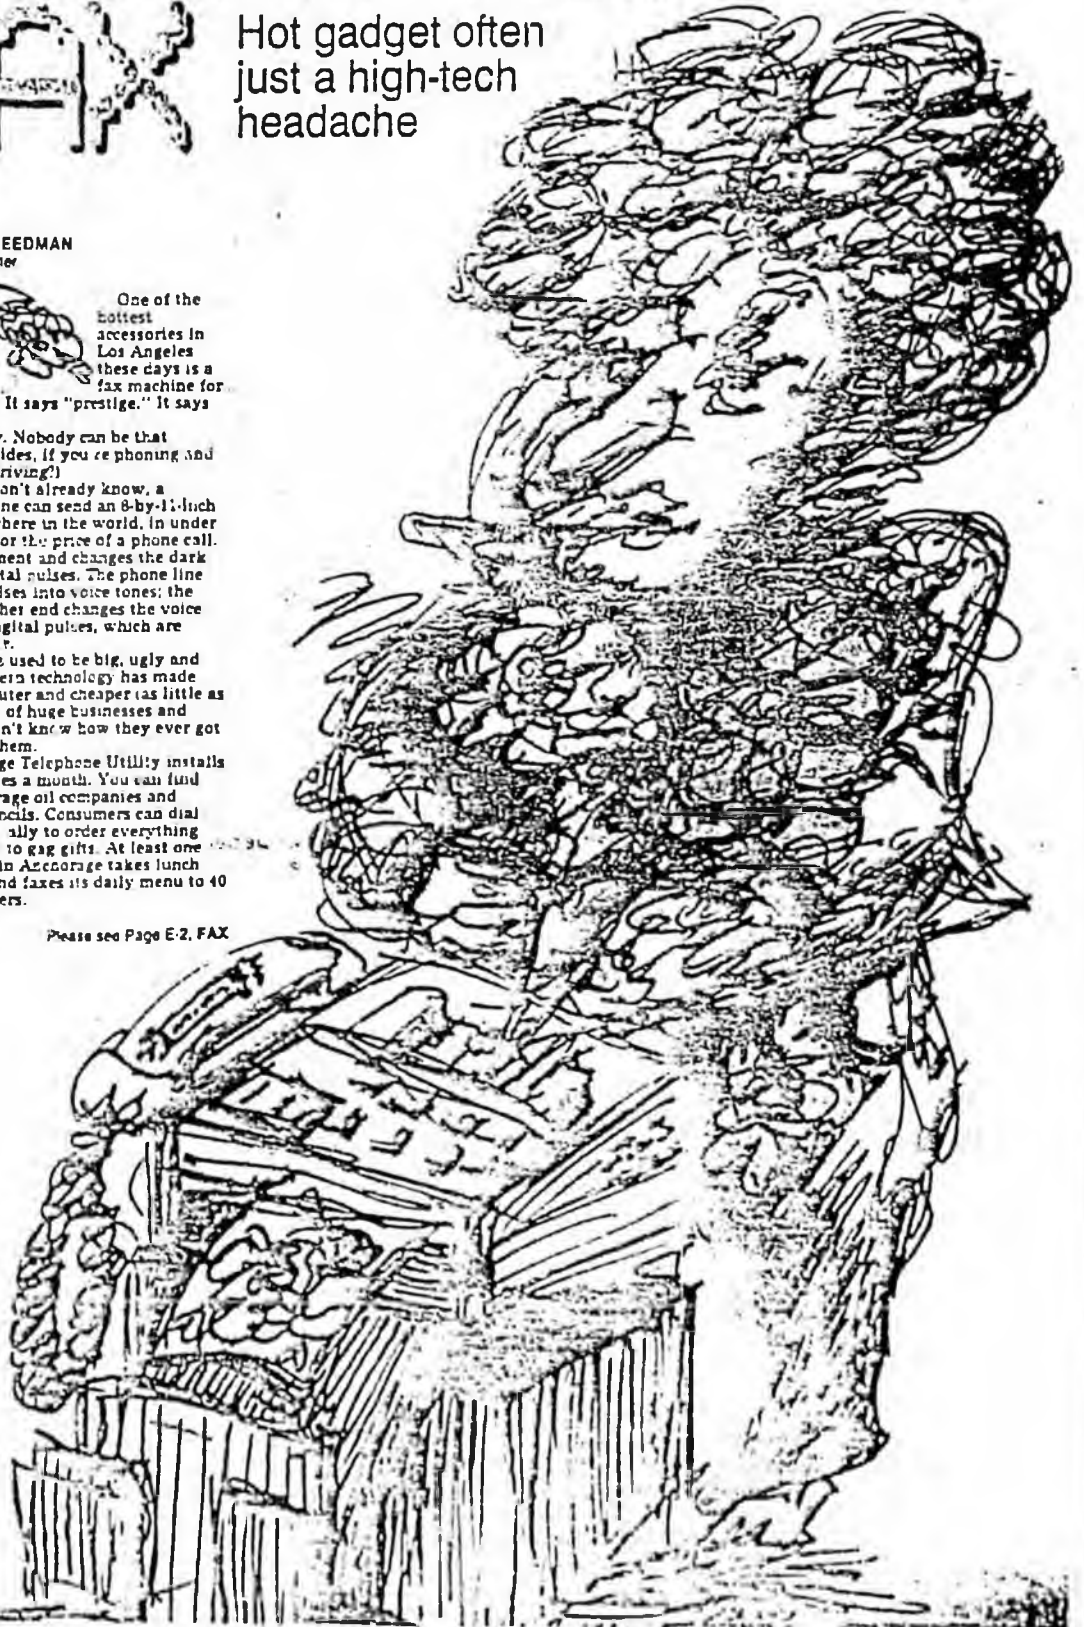 AX
Hot gadget often
just a high-tech
headache
EEDMAN
One of the
hottest
accessories in
Los Angeles
these days is a
fax machine for
It says "prestige." It says
. Nobody can be that
ides, if you're phoning and
riving?)
on't already know, a
ne can send an 8-by-11-inch
here in the world, in under
or the price of a phone call.
ment and changes the dark
tal pulses. The phone line
lses into voice tones; the
her end changes the voice
igital pulses, which are
r.
used to be big, ugly and
ern technology has made
uter and cheaper (as little as
of huge businesses and
n't know how they ever got
hem.
ge Telephone Utility installs
es a month. You can find
rage oil companies and
ncils. Consumers can dial
ally to order everything
to gag gifts. At least one
in Anchorage takes lunch
nd faxes its daily menu to 40
ers.
Please see Page E-2, FAX